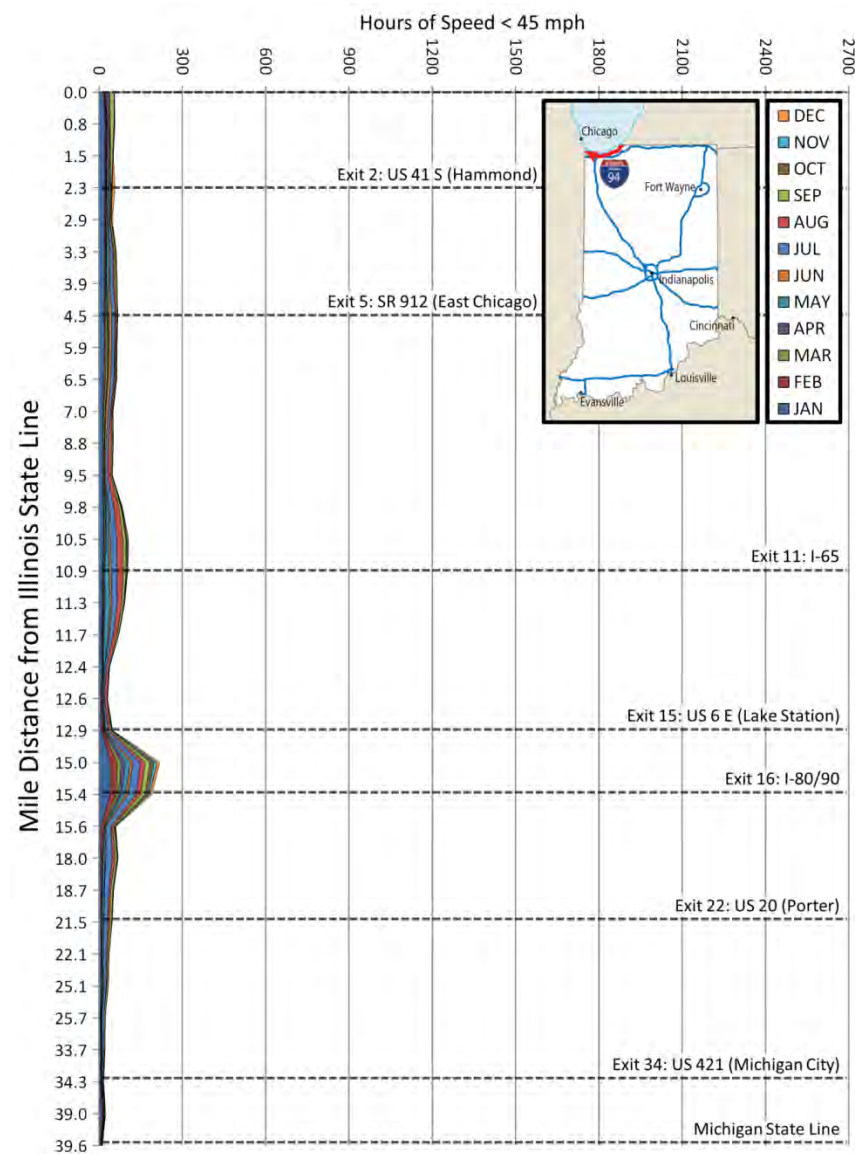 Hours of Speed < 45 mph
0
300
600
900
1200
1500
1800
2100
2400
2700
Mile Distance from Illinois State Line
0.0
0.8
1.5
2.3
2.9
3.3
3.9
4.5
5.9
6.5
7.0
8.8
9.5
9.8
10.5
10.9
11.3
11.7
12.4
12.6
12.9
15.0
15.4
15.6
18.0
18.7
21.5
22.1
25.1
25.7
33.7
34.3
39.0
39.6
Exit 2: US 41 S (Hammond)
Exit 5: SR 912 (East Chicago)
Exit 11: I-65
Exit 15: US 6 E (Lake Station)
Exit 16: I-80/90
Exit 22: US 20 (Porter)
Exit 34: US 421 (Michigan City)
Michigan State Line
Chicago
94
Fort Wayne
Indianapolis
Cincinnati
Louisville
Evansville
DEC
NOV
OCT
SEP
AUG
JUL
JUN
MAY
APR
MAR
FEB
JAN